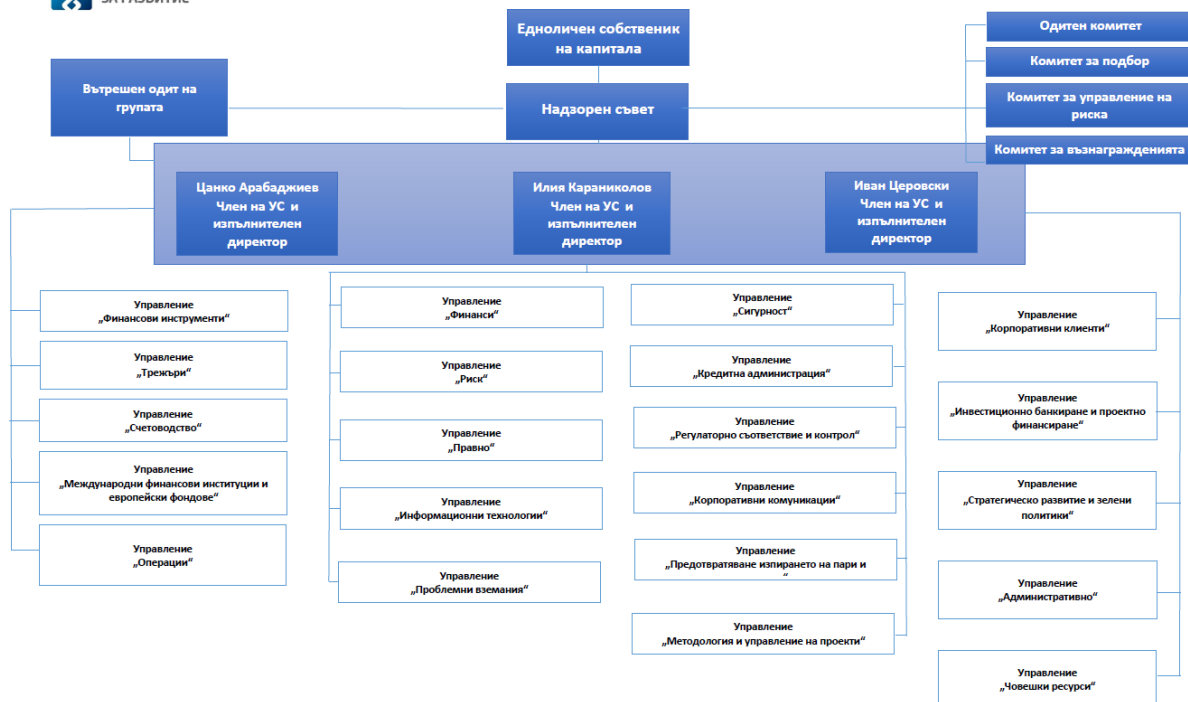 ЗА РАЗВИТИЕ
Едноличен собственик
на капитала
Одитен комитет
Комитет за подбор
Комитет за управление на
риска
Комитет за възнагражденията
Вътрешен одит на
групата
Надзорен съвет
Цанко Арабаджиев
Член на УС и
изпълнителен
директор
Илия Караниколов
Член на УС и
изпълнителен
директор
Иван Церовски
Член на УС и
изпълнителен
директор
Управление
„Финансови инструменти“
Управление
„Трежъри“
Управление
„Счетоводство“
Управление
„Международни финансови институции и
европейски фондове“
Управление
„Операции“
Управление
„Финанси“
Управление
„Риск“
Управление
„Правно“
Управление
„Информационни технологии“
Управление
„Проблемни вземания“
Управление
„Сигурност“
Управление
„Кредитна администрация“
Управление
„Регулаторно съответствие и контрол“
Управление
„Корпоративни комуникации“
Управление
„Предотвратяване изпирането на пари и
“
Управление
„Методология и управление на проекти“
Управление
„Корпоративни клиенти“
Управление
„Инвестиционно банкиране и проектно
финансиране“
Управление
„Стратегическо развитие и зелени
политики“
Управление
„Административно“
Управление
„Човешки ресурси“